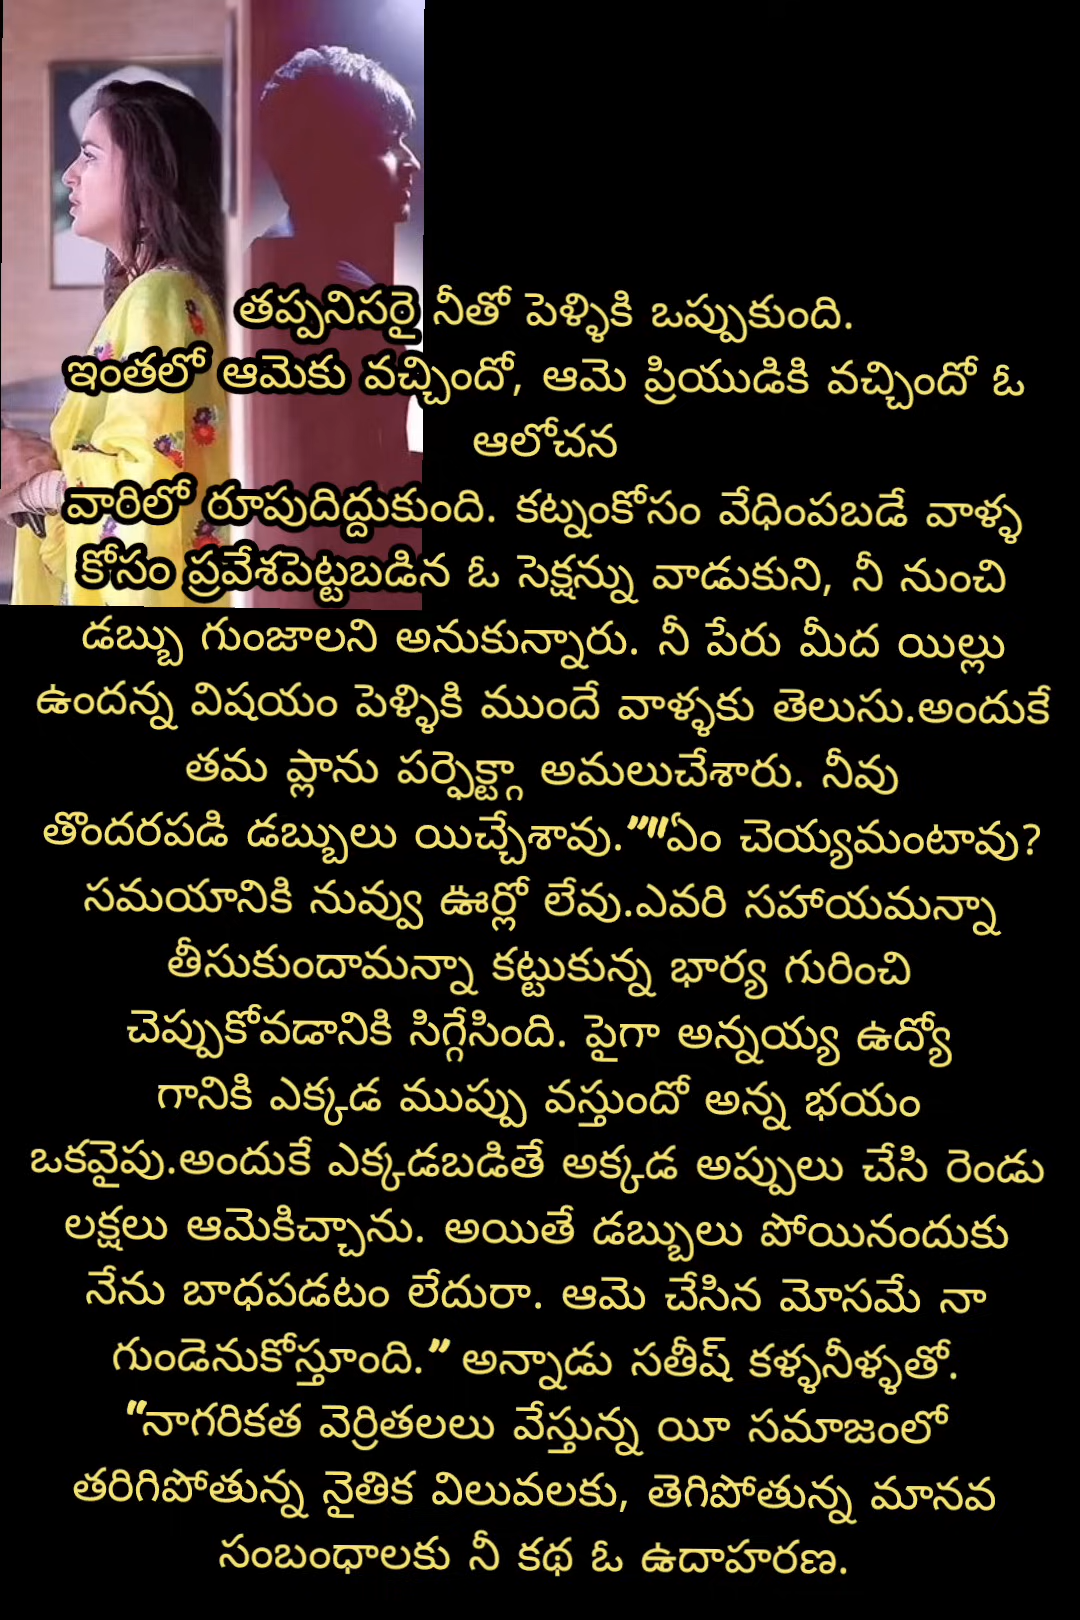 తప్పనిసరై నీతో పెళ్ళికి ఒప్పుకుంది.
ఇంతలో ఆమెకు వచ్చిందో, ఆమె ప్రియుడికి వచ్చిందో ఓ
ఆలోచన
వారిలో రూపుదిద్దుకుంది. కట్నంకోసం వేధింపబడే వాళ్ళ
కోసం ప్రవేశపెట్టబడిన ఓ సెక్షన్ను వాడుకుని, నీ నుంచి
డబ్బు గుంజాలని అనుకున్నారు. నీ పేరు మీద యిల్లు
ఉందన్న విషయం పెళ్ళికి ముందే వాళ్ళకు తెలుసు.అందుకే
తమ ప్లాను పర్ఫెక్ట్గా అమలుచేశారు. నీవు
తొందరపడి డబ్బులు యిచ్చేశావు.”"ఏం చెయ్యమంటావు?
సమయానికి నువ్వు ఊర్లో లేవు.ఎవరి సహాయమన్నా
తీసుకుందామన్నా కట్టుకున్న భార్య గురించి
చెప్పుకోవడానికి సిగ్గేసింది. పైగా అన్నయ్య ఉద్యో
గానికి ఎక్కడ ముప్పు వస్తుందో అన్న భయం
ఒకవైపు.అందుకే ఎక్కడబడితే అక్కడ అప్పులు చేసి రెండు
లక్షలు ఆమెకిచ్చాను. అయితే డబ్బులు పోయినందుకు
నేను బాధపడటం లేదురా. ఆమె చేసిన మోసమే నా
గుండెనుకోస్తూంది.” అన్నాడు సతీష్ కళ్ళనీళ్ళతో.
“నాగరికత వెర్రితలలు వేస్తున్న యీ సమాజంలో
తరిగిపోతున్న నైతిక విలువలకు, తెగిపోతున్న మానవ
సంబంధాలకు నీ కథ ఓ ఉదాహరణ.